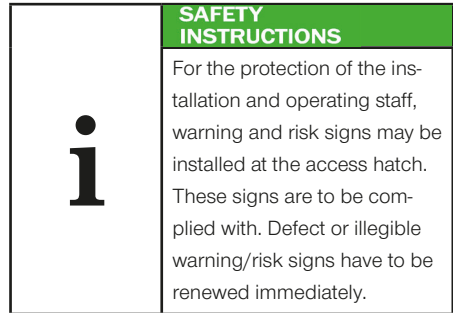 SAFETY
INSTRUCTIONS
i
For the protection of the ins-
tallation and operating staff,
warning and risk signs may be
installed at the access hatch.
These signs are to be com-
plied with. Defect or illegible
warning/risk signs have to be
renewed immediately.